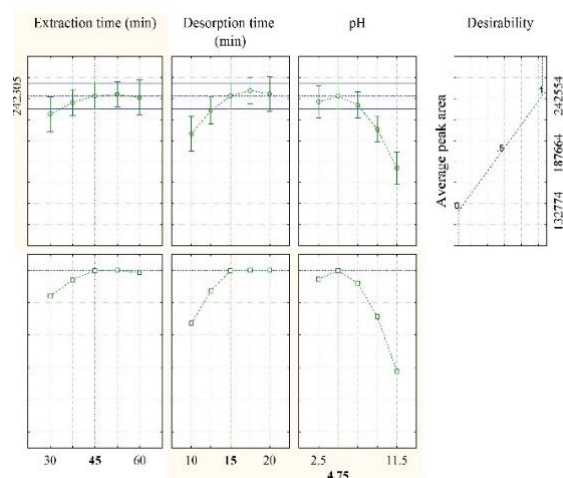 Extraction time (min)
Desorption time
(min)
pH
Desirability
242305
Average peak area
0
.5
1
242554
187664
132774
30
45
60
10
15
20
2.5
4.75
11.5